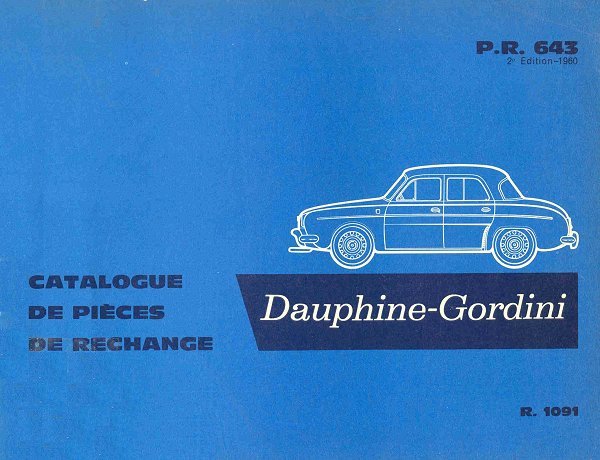 P.R. 643
2e Edition-1960
CATALOGUE
DE PIÈCES
DE RECHANGE
Dauphine-Gordini
R. 1091